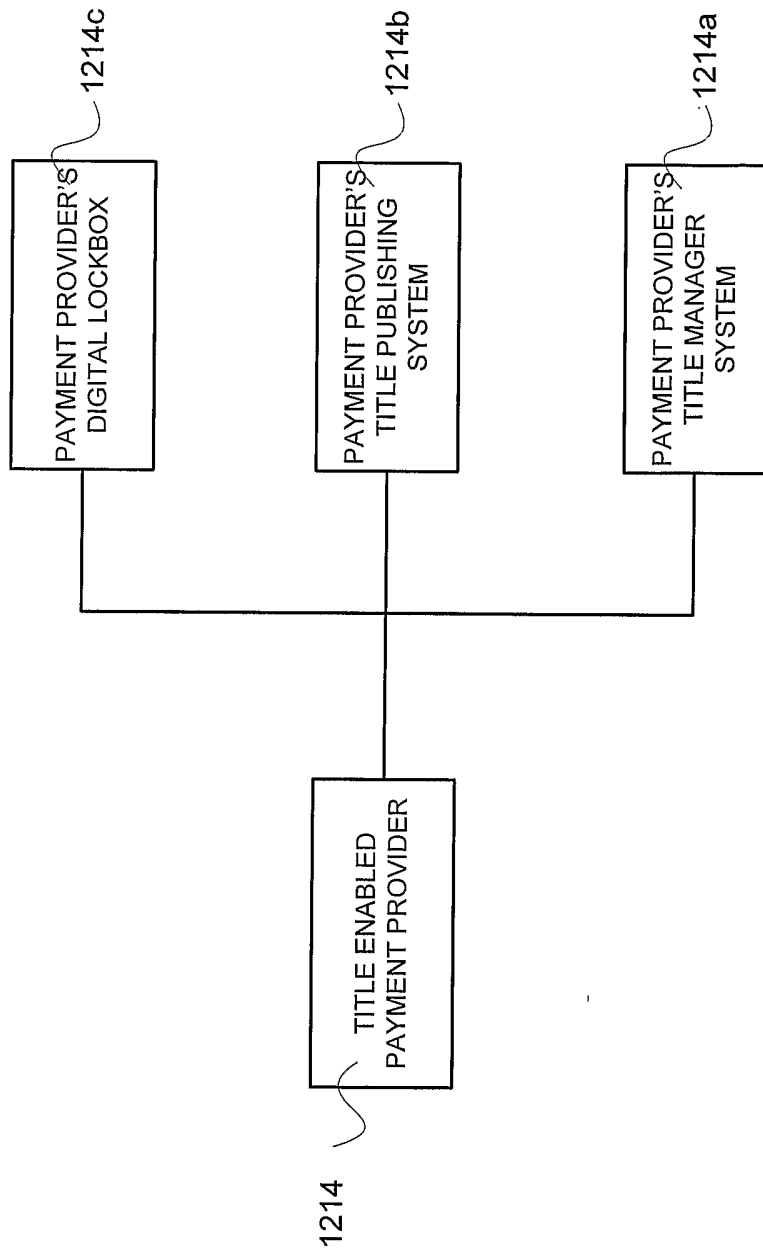 1214
TITLE ENABLED
PAYMENT PROVIDER
PAYMENT PROVIDER'S
TITLE MANAGER
SYSTEM
1214a
PAYMENT PROVIDER'S
TITLE PUBLISHING
SYSTEM
1214b
PAYMENT PROVIDER'S
DIGITAL LOCKBOX
1214c